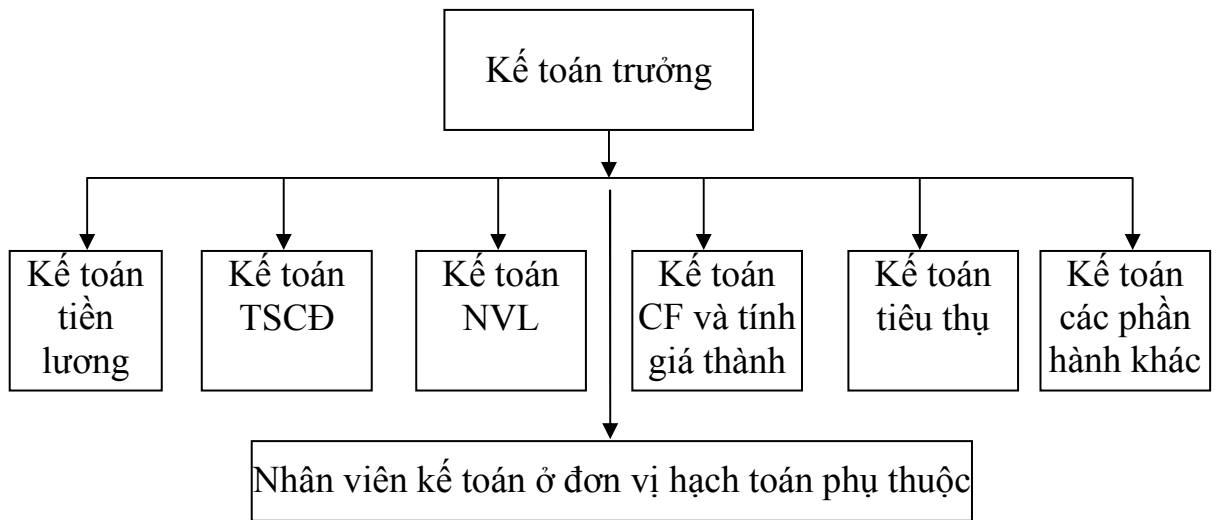 Kế toán trưởng
Kế toán
tiền
lương
Kế toán
TSCĐ
Kế toán
NVL
Kế toán
CF và tính
giá thành
Kế toán
tiêu thụ
Kế toán
các phần
hành khác
Nhân viên kế toán ở đơn vị hạch toán phụ thuộc